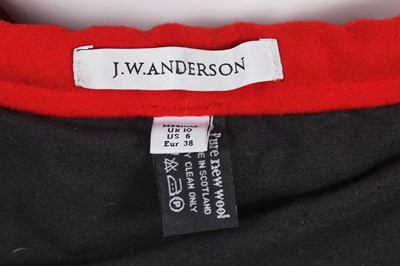 J.W.ANDERSON
MEDIUM
UK 10
US 6
Eur 38
Pure new wool
MADE IN SCOTLAND
DRY CLEAN ONLY
P